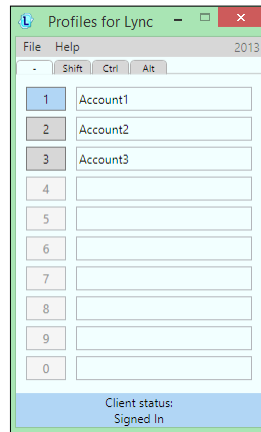 Profiles for Lync
File Help 2013
- Shift Ctrl Alt
1 Account1
2 Account2
3 Account3
4
5
6
7
8
9
0
Client status:
Signed In